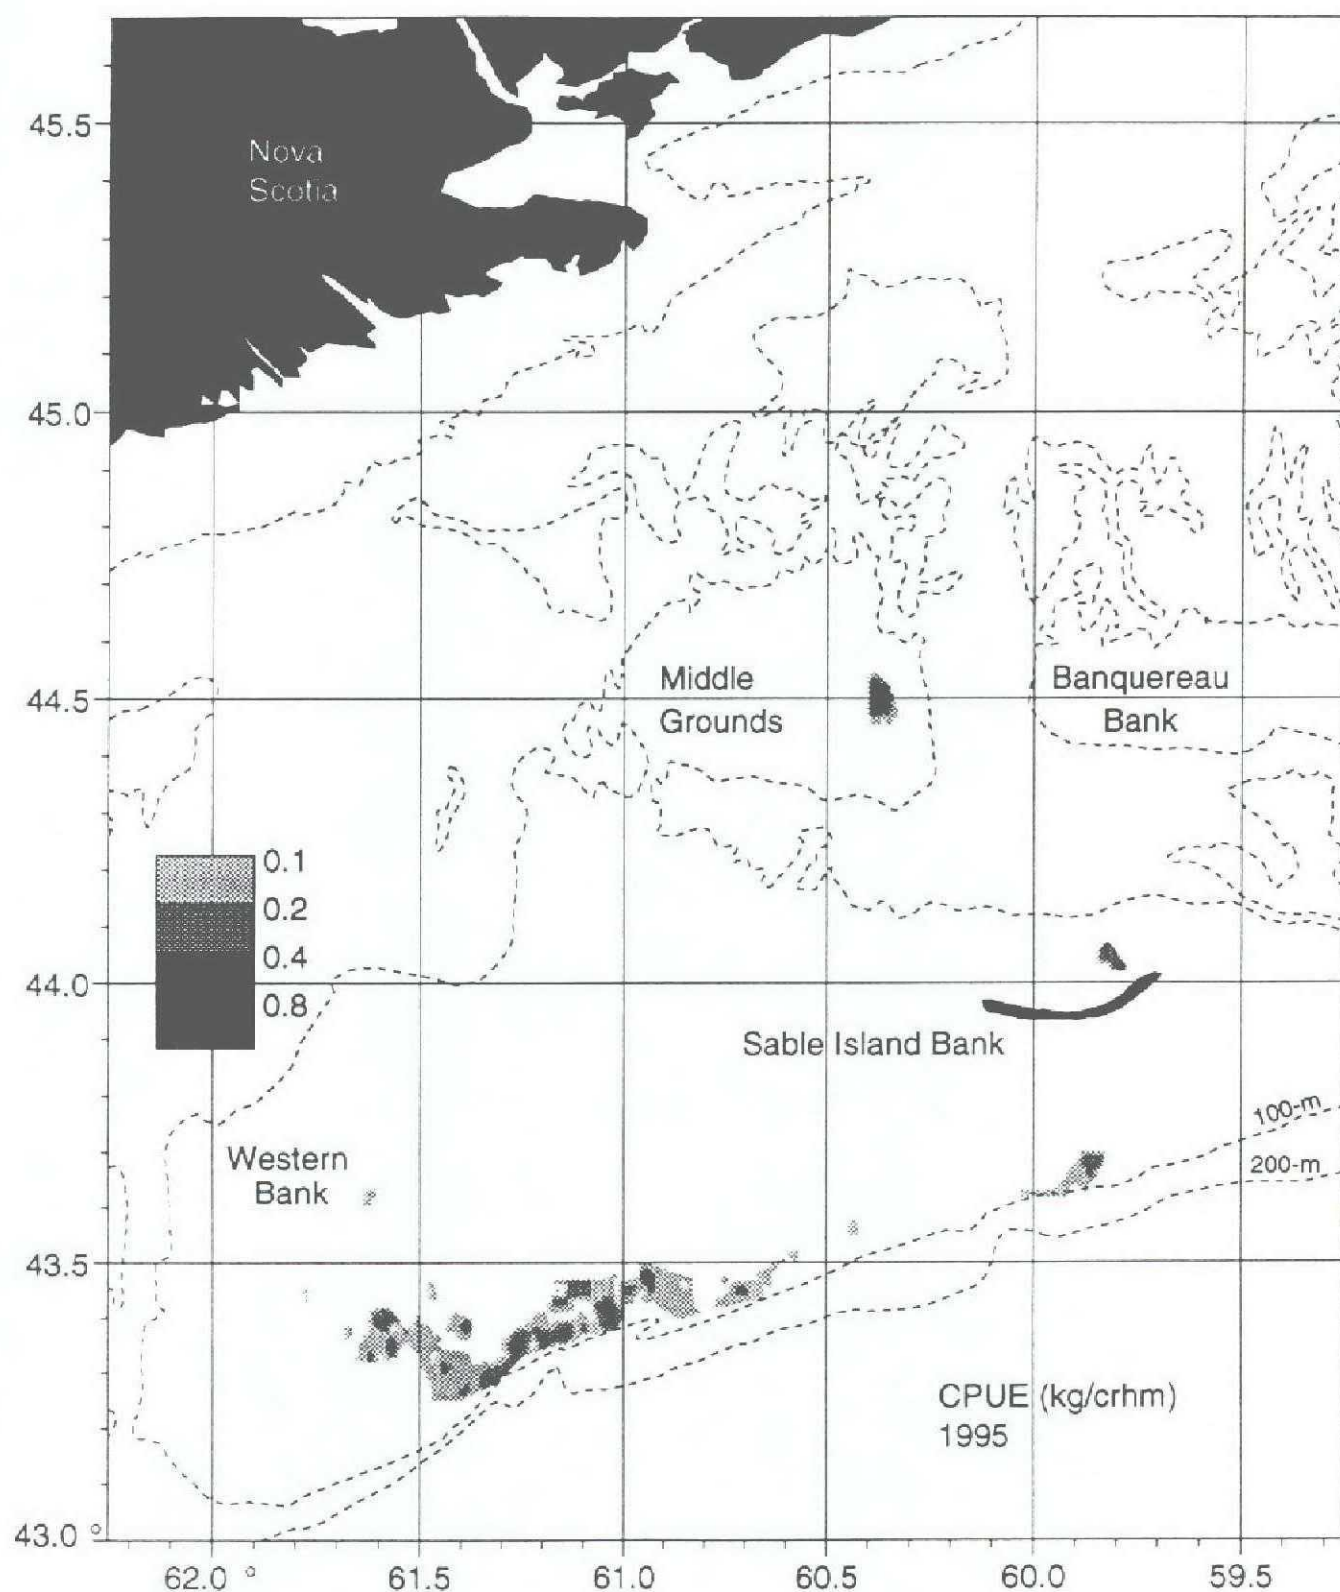 45.5
Nova
Scotia
45.0
Middle
Grounds
Banquereau
Bank
44.5
0.1
0.2
0.4
0.8
44.0
Sable Island Bank
100-m
Western
Bank
200-m
43.5
CPUE (kg/crhm)
1995
43.0 °
62.0 °
61.5
61.0
60.5
60.0
59.5